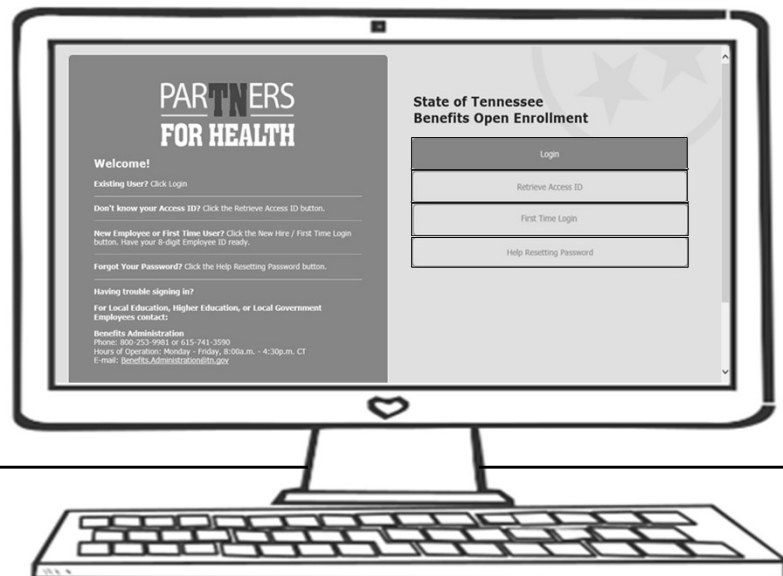 PARTNERS
FOR HEALTH
Welcome!
Existing User? Click Login
Don't know your Access ID? Click the Retrieve Access ID button.
New Employee or First Time User? Click the New Hire / First Time Login
button. Have your 8-digit Employee ID ready.
Forgot Your Password? Click the Help Resetting Password button.
Having trouble signing in?
For Local Education, Higher Education, or Local Government
Employees contact:
Benefits Administration
Phone: 800-253-9981 or 615-741-3590
Hours of Operation: Monday - Friday, 8:00a.m. - 4:30p.m. CT
E-mail: Benefits.Administration@tn.gov
State of Tennessee
Benefits Open Enrollment
Login
Retrieve Access ID
First Time Login
Help Resetting Password